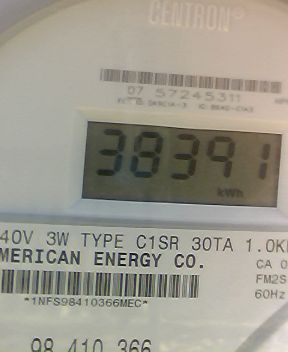 CENTRON®
07 57245311
38391
kWh
40V 3W TYPE C1SR 30TA 1.0K
MERICAN ENERGY CO.
CA 0
FM2S
60Hz
*1NFS98410366MEC*
98 410 366